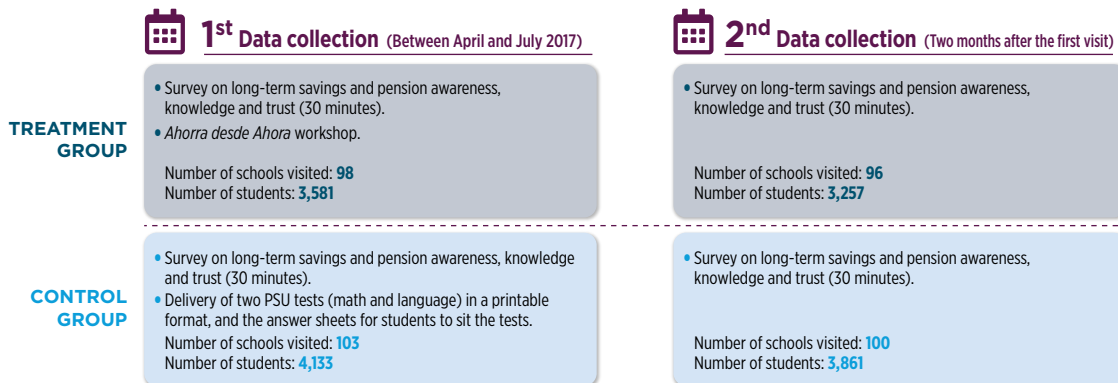 1st Data collection (Between April and July 2017)
2nd Data collection (Two months after the first visit)
TREATMENT
GROUP
• Survey on long-term savings and pension awareness,
knowledge and trust (30 minutes).
• Ahorra desde Ahora workshop.
Number of schools visited: 98
Number of students: 3,581
• Survey on long-term savings and pension awareness,
knowledge and trust (30 minutes).
Number of schools visited: 96
Number of students: 3,257
CONTROL
GROUP
• Survey on long-term savings and pension awareness, knowledge
and trust (30 minutes).
• Delivery of two PSU tests (math and language) in a printable
format, and the answer sheets for students to sit the tests.
Number of schools visited: 103
Number of students: 4,133
• Survey on long-term savings and pension awareness,
knowledge and trust (30 minutes).
Number of schools visited: 100
Number of students: 3,861